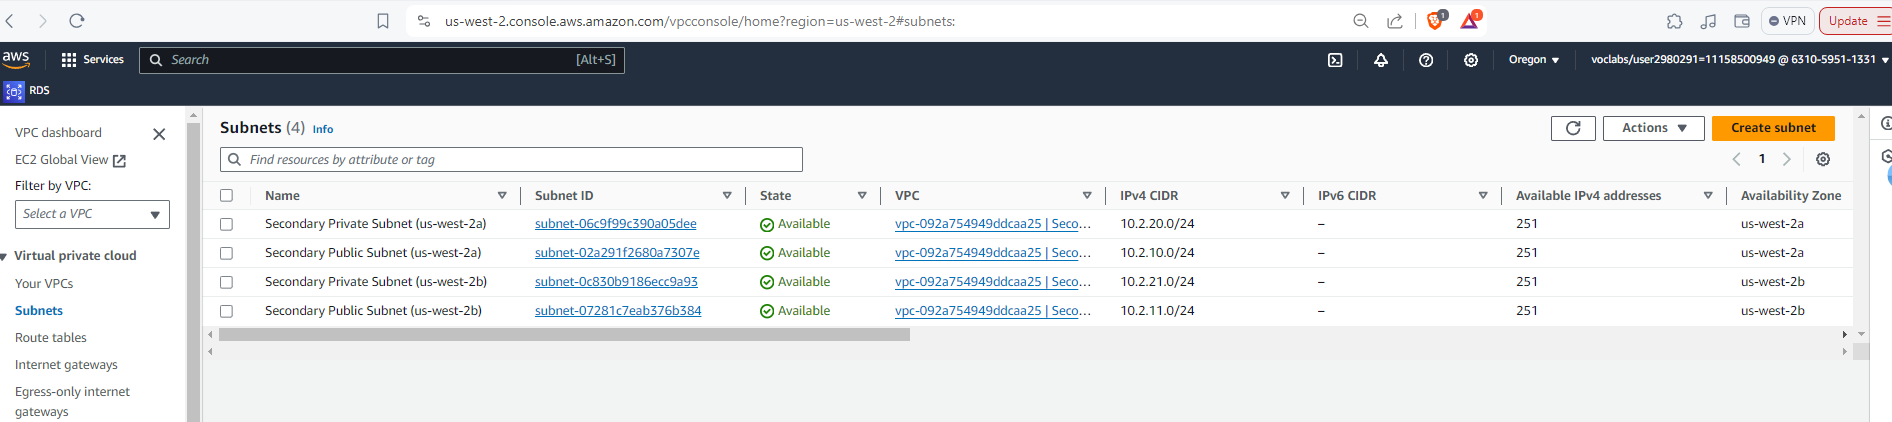 us-west-2.console.aws.amazon.com/vpcconsole/home?region=us-west-2#subnets:
1
1
VPN
Update
aws
Services
Search
[Alt+S]
Oregon
voclabs/user2980291=11158500949 @ 6310-5951-1331
RDS
VPC dashboard
EC2 Global View
Filter by VPC:
Select a VPC
Virtual private cloud
Your VPCs
Subnets
Route tables
Internet gateways
Egress-only internet
gateways
Subnets (4) Info
Actions
Create subnet
Find resources by attribute or tag
1
Name Subnet ID State VPC IPv4 CIDR IPv6 CIDR Available IPv4 addresses Availability Zone
Secondary Private Subnet (us-west-2a) subnet-06c9f99c390a05dee Available vpc-092a754949ddcaa25 | Seco... 10.2.20.0/24 – 251 us-west-2a
Secondary Public Subnet (us-west-2a) subnet-02a291f2680a7307e Available vpc-092a754949ddcaa25 | Seco... 10.2.10.0/24 – 251 us-west-2a
Secondary Private Subnet (us-west-2b) subnet-0c830b9186ecc9a93 Available vpc-092a754949ddcaa25 | Seco... 10.2.21.0/24 – 251 us-west-2b
Secondary Public Subnet (us-west-2b) subnet-07281c7eab376b384 Available vpc-092a754949ddcaa25 | Seco... 10.2.11.0/24 – 251 us-west-2b